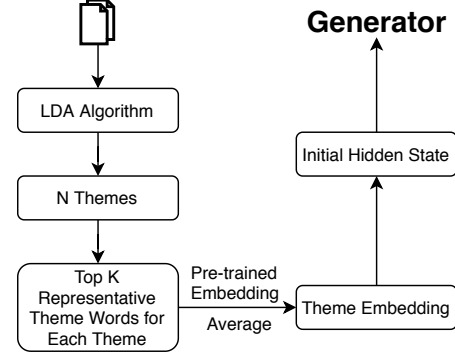 Generator
LDA Algorithm
Initial Hidden State
N Themes
Top K
Representative
Theme Words for
Each Theme
Pre-trained
Embedding
Average
Theme Embedding